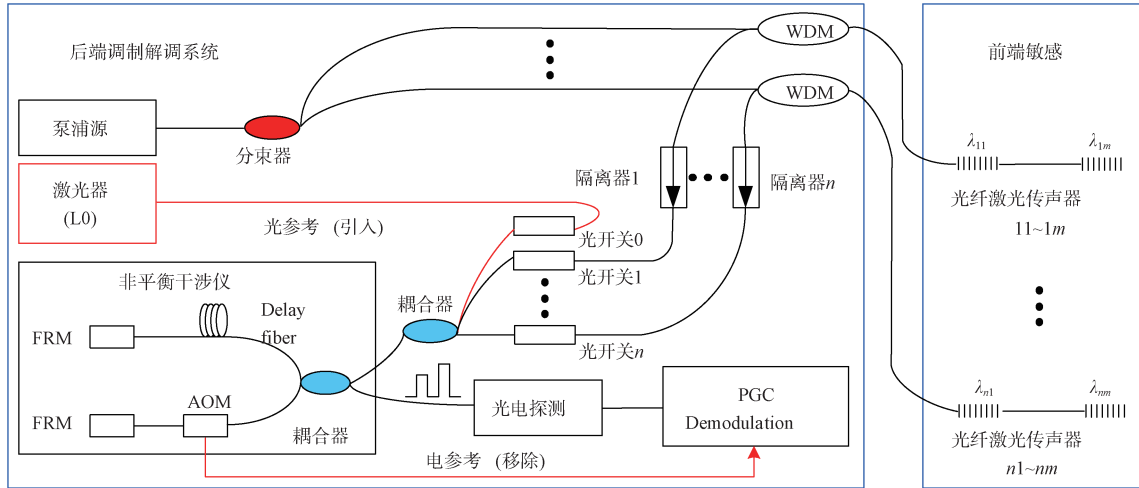 后端调制解调系统
WDM
前端敏感
WDM
泵浦源
分束器
λ11
λ1m
激光器
(L0)
隔离器1
隔离器n
光纤激光传声器
11~1m
光参考 (引入)
光开关0
光开关1
非平衡干涉仪
耦合器
Delay
fiber
FRM
光开关n
λn1
λnm
AOM
FRM
光电探测
PGC
Demodulation
耦合器
光纤激光传声器
n1~nm
电参考 (移除)